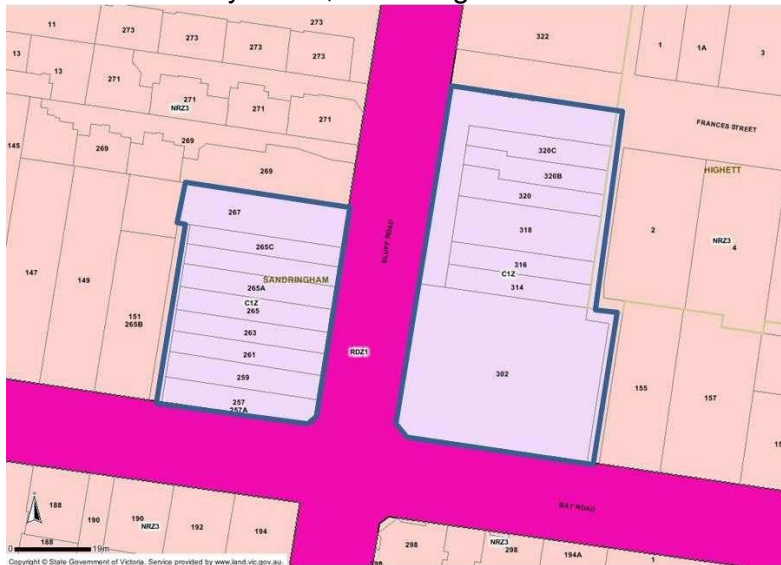 11
273
273
273
273
273
322
1
1A
3
13
13
271
271
271
271
NRZ3
FRANCES STREET
145
269
269
269
320C
320B
320
318
316
C1Z
314
302
HIGHETT
2
NRZ3
4
267
265C
SANDRINGHAM
265A
C1Z
265
263
261
259
257
257A
147
149
151
265B
BLUFF ROAD
RDZ1
155
157
BAY ROAD
188
190
190
NRZ3
192
194
188
298
NRZ3
298
194A
1
0 19m
Copyright © State Government of Victoria. Service provided by www.land.vic.gov.au.